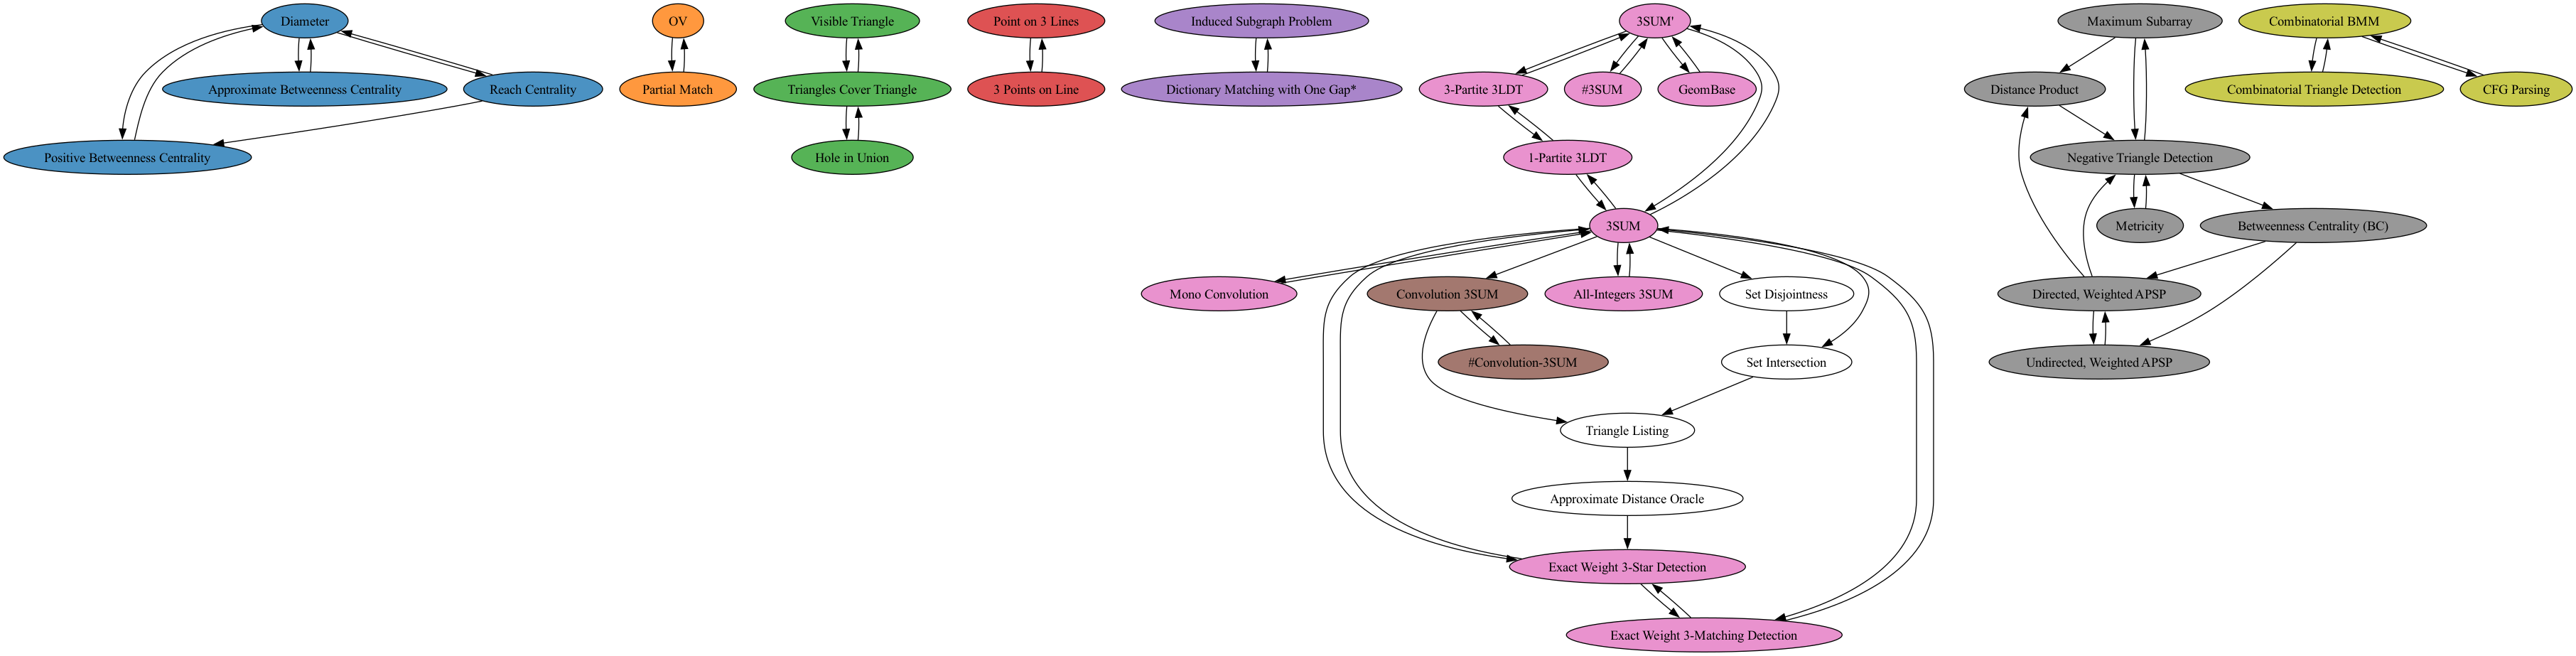 Diameter
OV
Visible Triangle
Point on 3 Lines
Induced Subgraph Problem
3SUM'
Maximum Subarray
Combinatorial BMM
Approximate Betweenness Centrality
Reach Centrality
Partial Match
Triangles Cover Triangle
3 Points on Line
Dictionary Matching with One Gap*
3-Partite 3LDT
#3SUM
GeomBase
Distance Product
Combinatorial Triangle Detection
CFG Parsing
Positive Betweenness Centrality
Hole in Union
1-Partite 3LDT
Negative Triangle Detection
3SUM
Metricity
Betweenness Centrality (BC)
Mono Convolution
Convolution 3SUM
All-Integers 3SUM
Set Disjointness
Directed, Weighted APSP
#Convolution-3SUM
Set Intersection
Undirected, Weighted APSP
Triangle Listing
Approximate Distance Oracle
Exact Weight 3-Star Detection
Exact Weight 3-Matching Detection